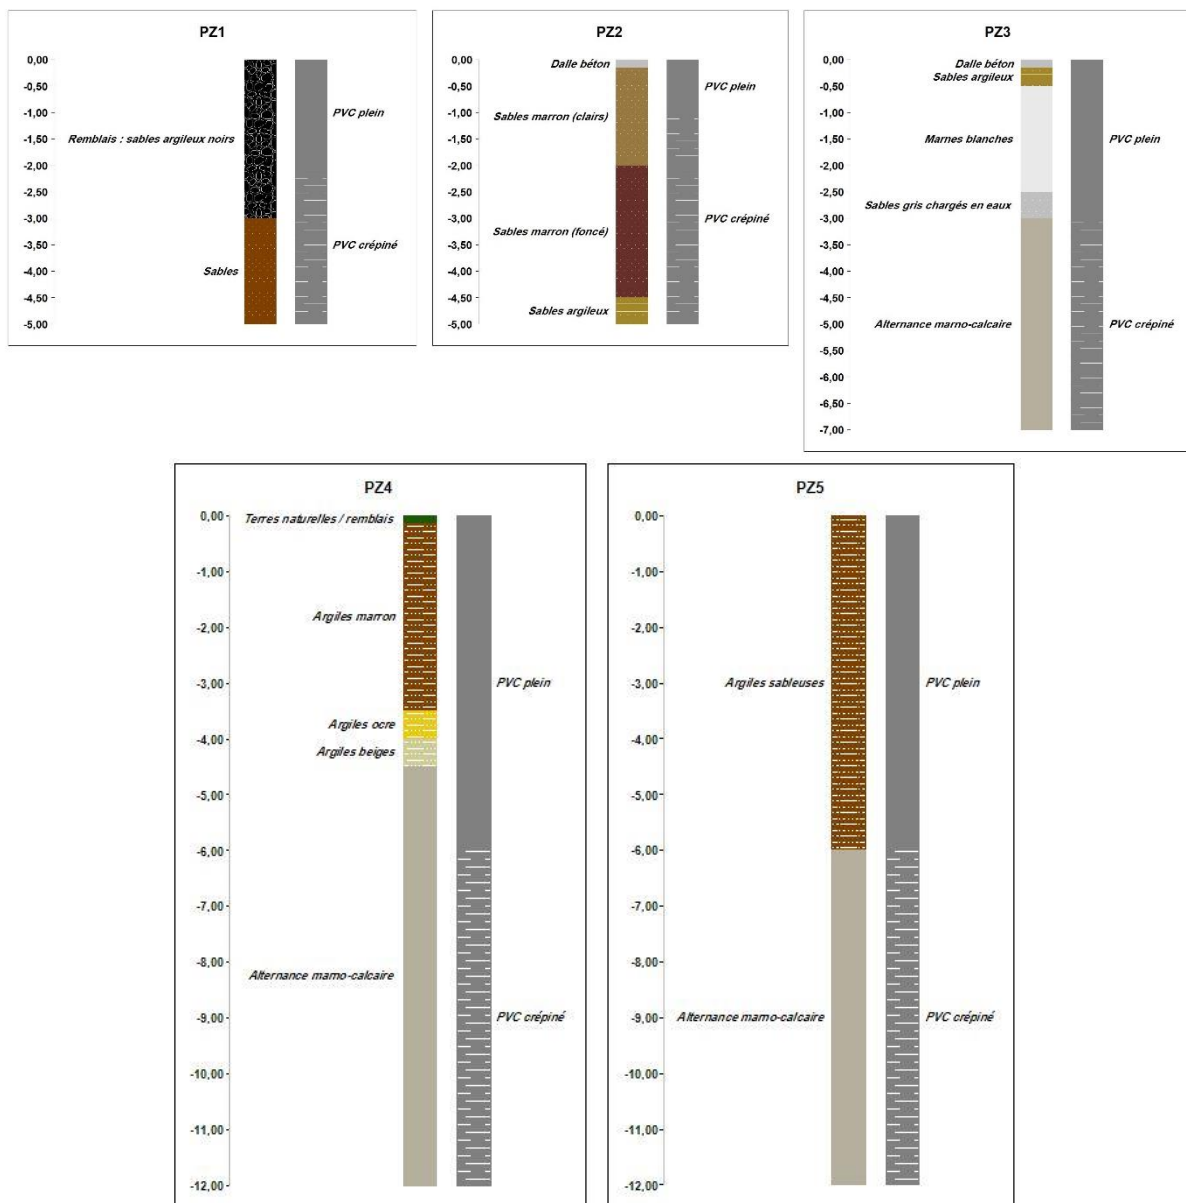 PZ1
0,00
-0,50
-1,00
-1,50
-2,00
-2,50
-3,00
-3,50
-4,00
-4,50
-5,00
Remblais : sables argileux noirs
Sables
PVC plein
PVC crépiné
PZ2
0,00
-0,50
-1,00
-1,50
-2,00
-2,50
-3,00
-3,50
-4,00
-4,50
-5,00
Dalle béton
Sables marron (clairs)
Sables marron (foncé)
Sables argileux
PVC plein
PVC crépiné
PZ3
0,00
-0,50
-1,00
-1,50
-2,00
-2,50
-3,00
-3,50
-4,00
-4,50
-5,00
-5,50
-6,00
-6,50
-7,00
Dalle béton
Sables argileux
Marnes blanches
Sables gris chargés en eaux
Alternance marno-calcaire
PVC plein
PVC crépiné
PZ4
0,00
-1,00
-2,00
-3,00
-4,00
-5,00
-6,00
-7,00
-8,00
-9,00
-10,00
-11,00
-12,00
Terres naturelles / remblais
Argiles marron
Argiles ocre
Argiles beiges
Alternance marno-calcaire
PVC plein
PVC crépiné
PZ5
0,00
-1,00
-2,00
-3,00
-4,00
-5,00
-6,00
-7,00
-8,00
-9,00
-10,00
-11,00
-12,00
Argiles sableuses
Alternance marno-calcaire
PVC plein
PVC crépiné